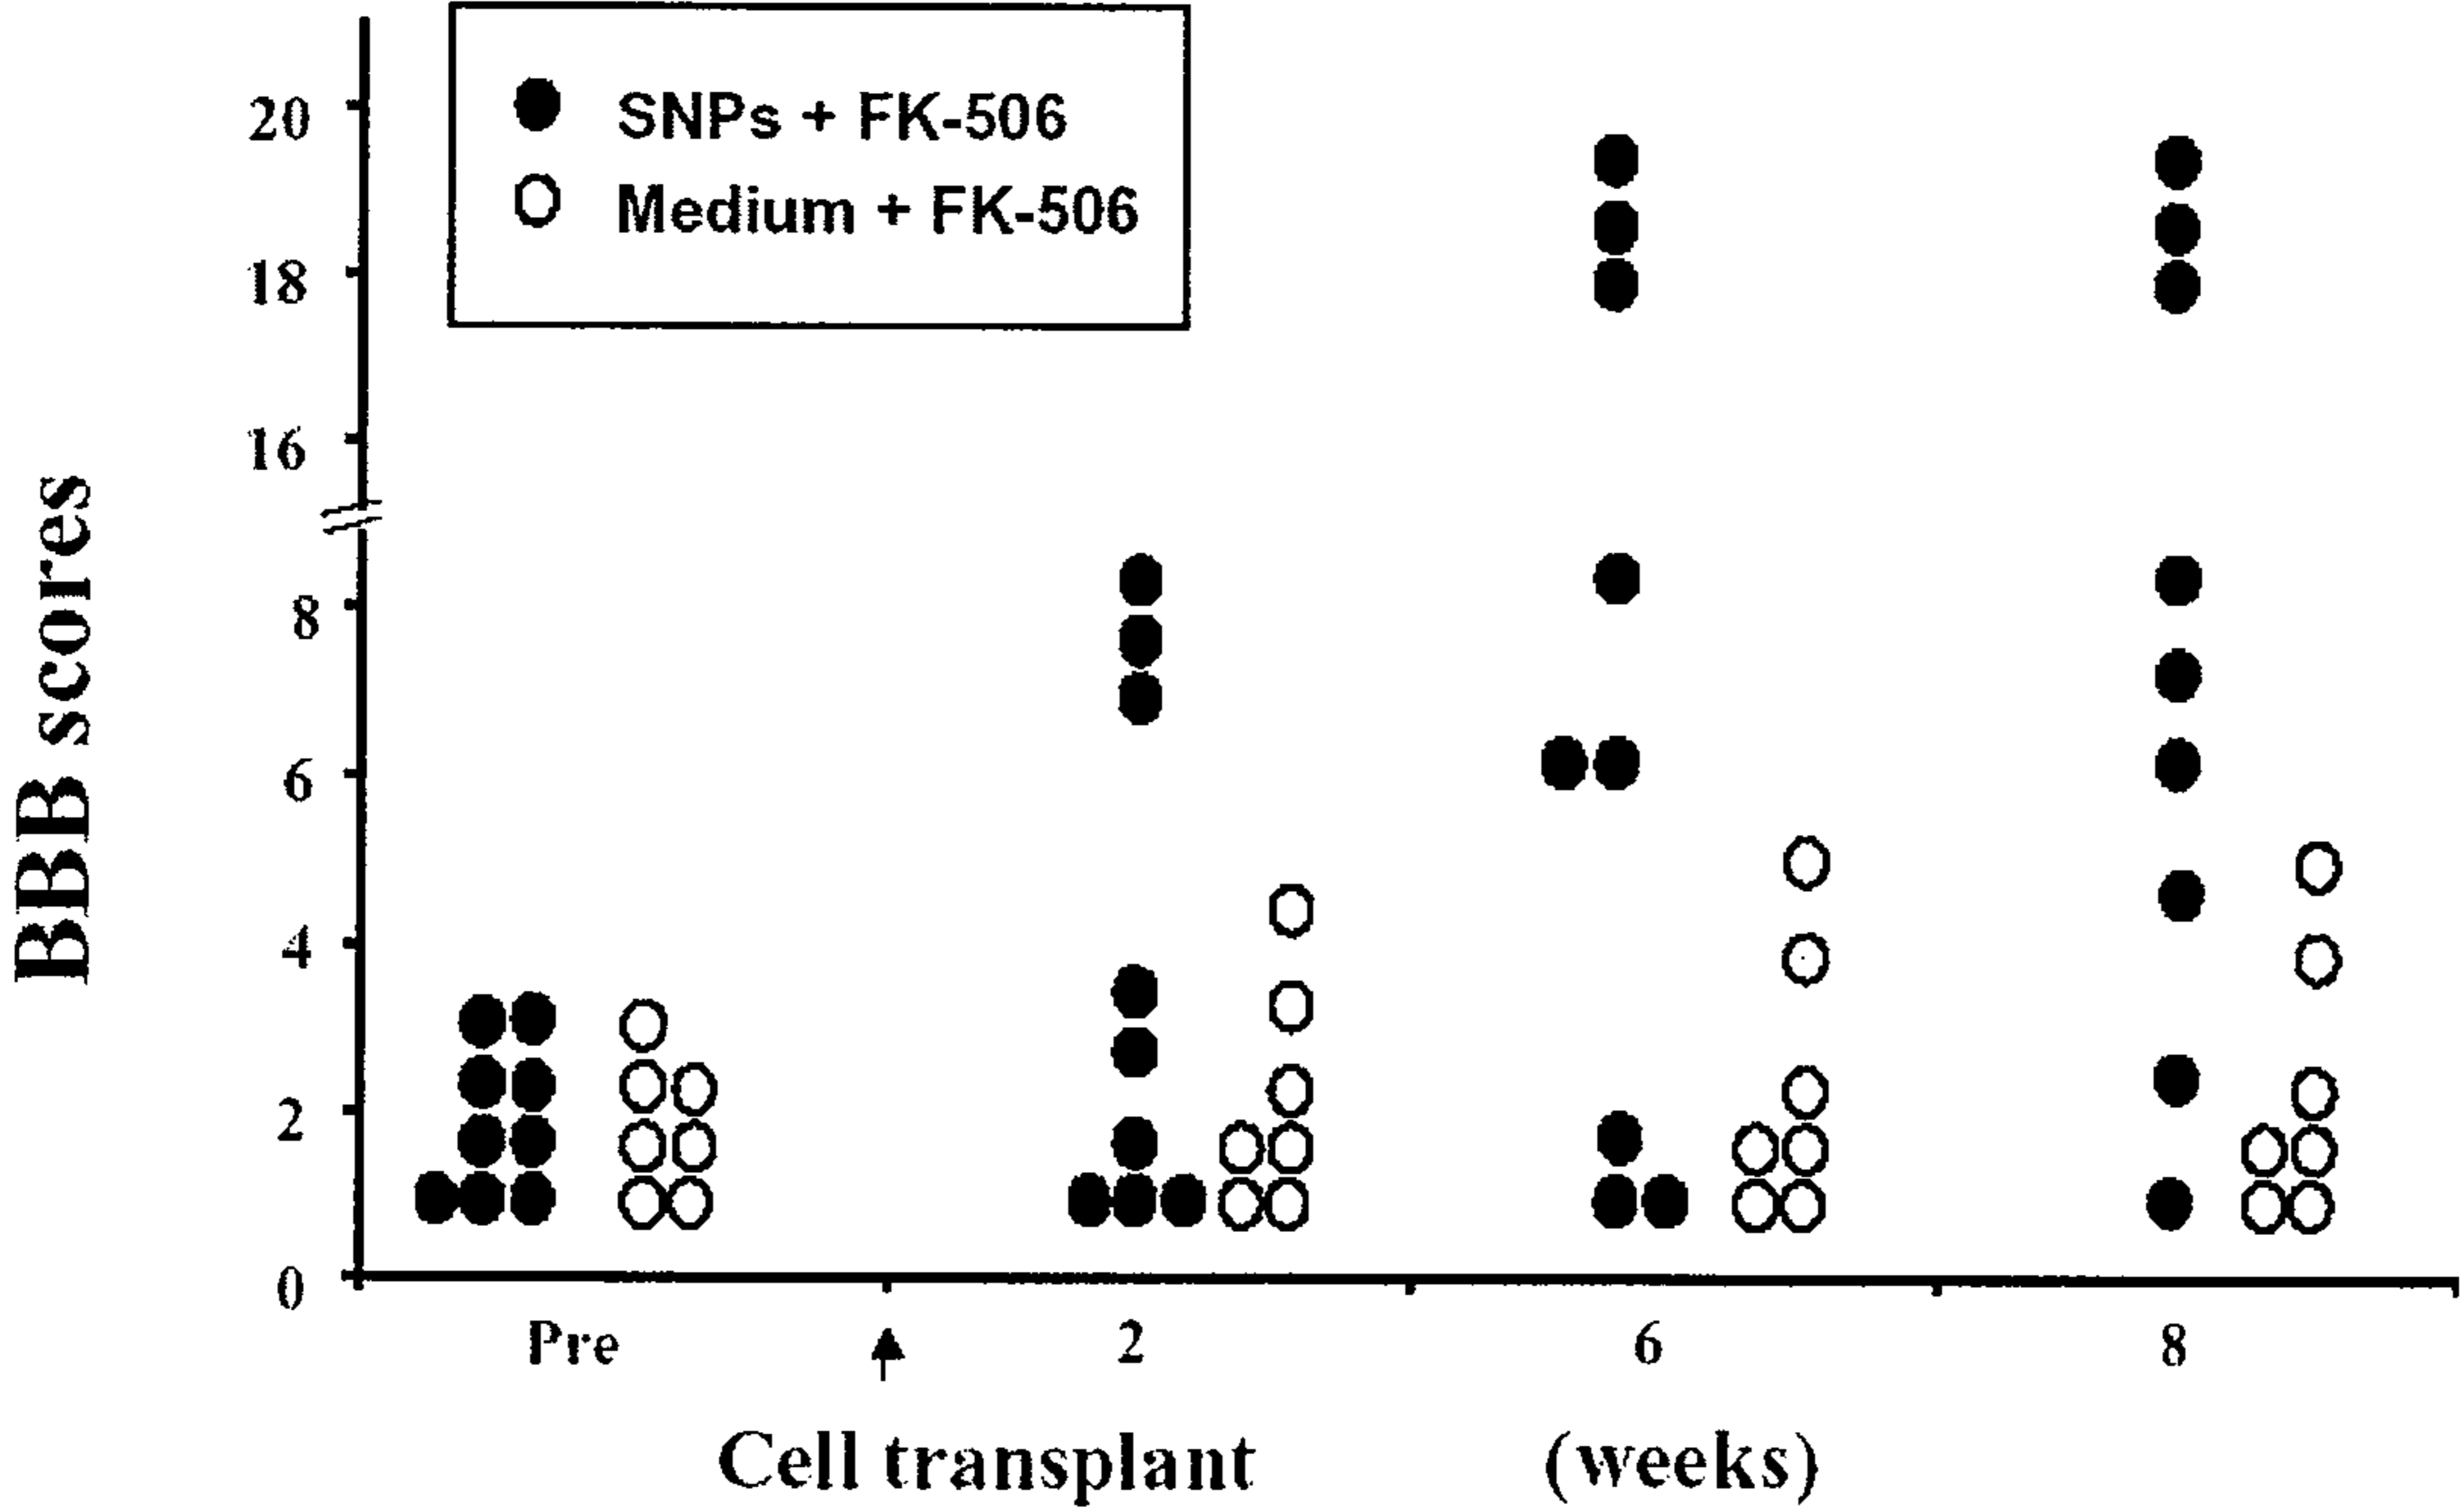 SNPs + FK-506
Medium + FK-506
BBB scores
20
18
16
8
6
4
2
0
Pre 2 6 8
Cell transplant (weeks)